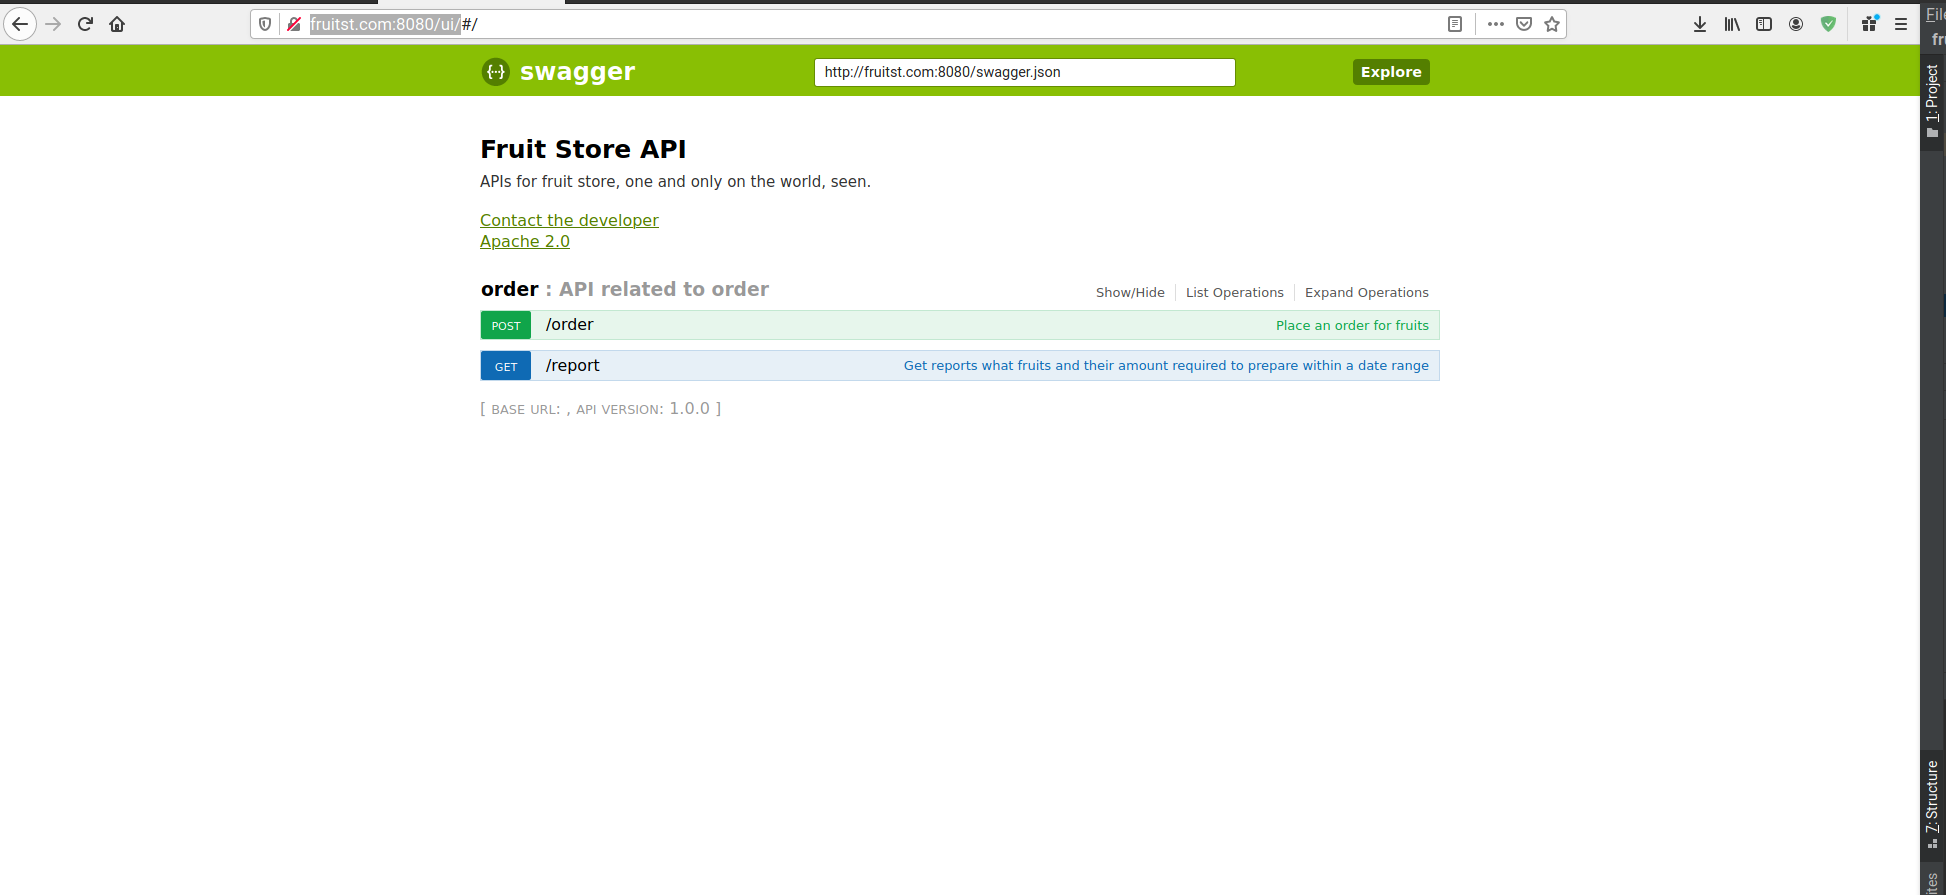 fruitst.com:8080/ui/#/
File
swagger
http://fruitst.com:8080/swagger.json
Explore
1: Project
Fruit Store API
APIs for fruit store, one and only on the world, seen.
Contact the developer
Apache 2.0
order : API related to order
Show/Hide
List Operations
Expand Operations
POST /order
Place an order for fruits
GET /report
Get reports what fruits and their amount required to prepare within a date range
[ BASE URL: , API VERSION: 1.0.0 ]
7: Structure